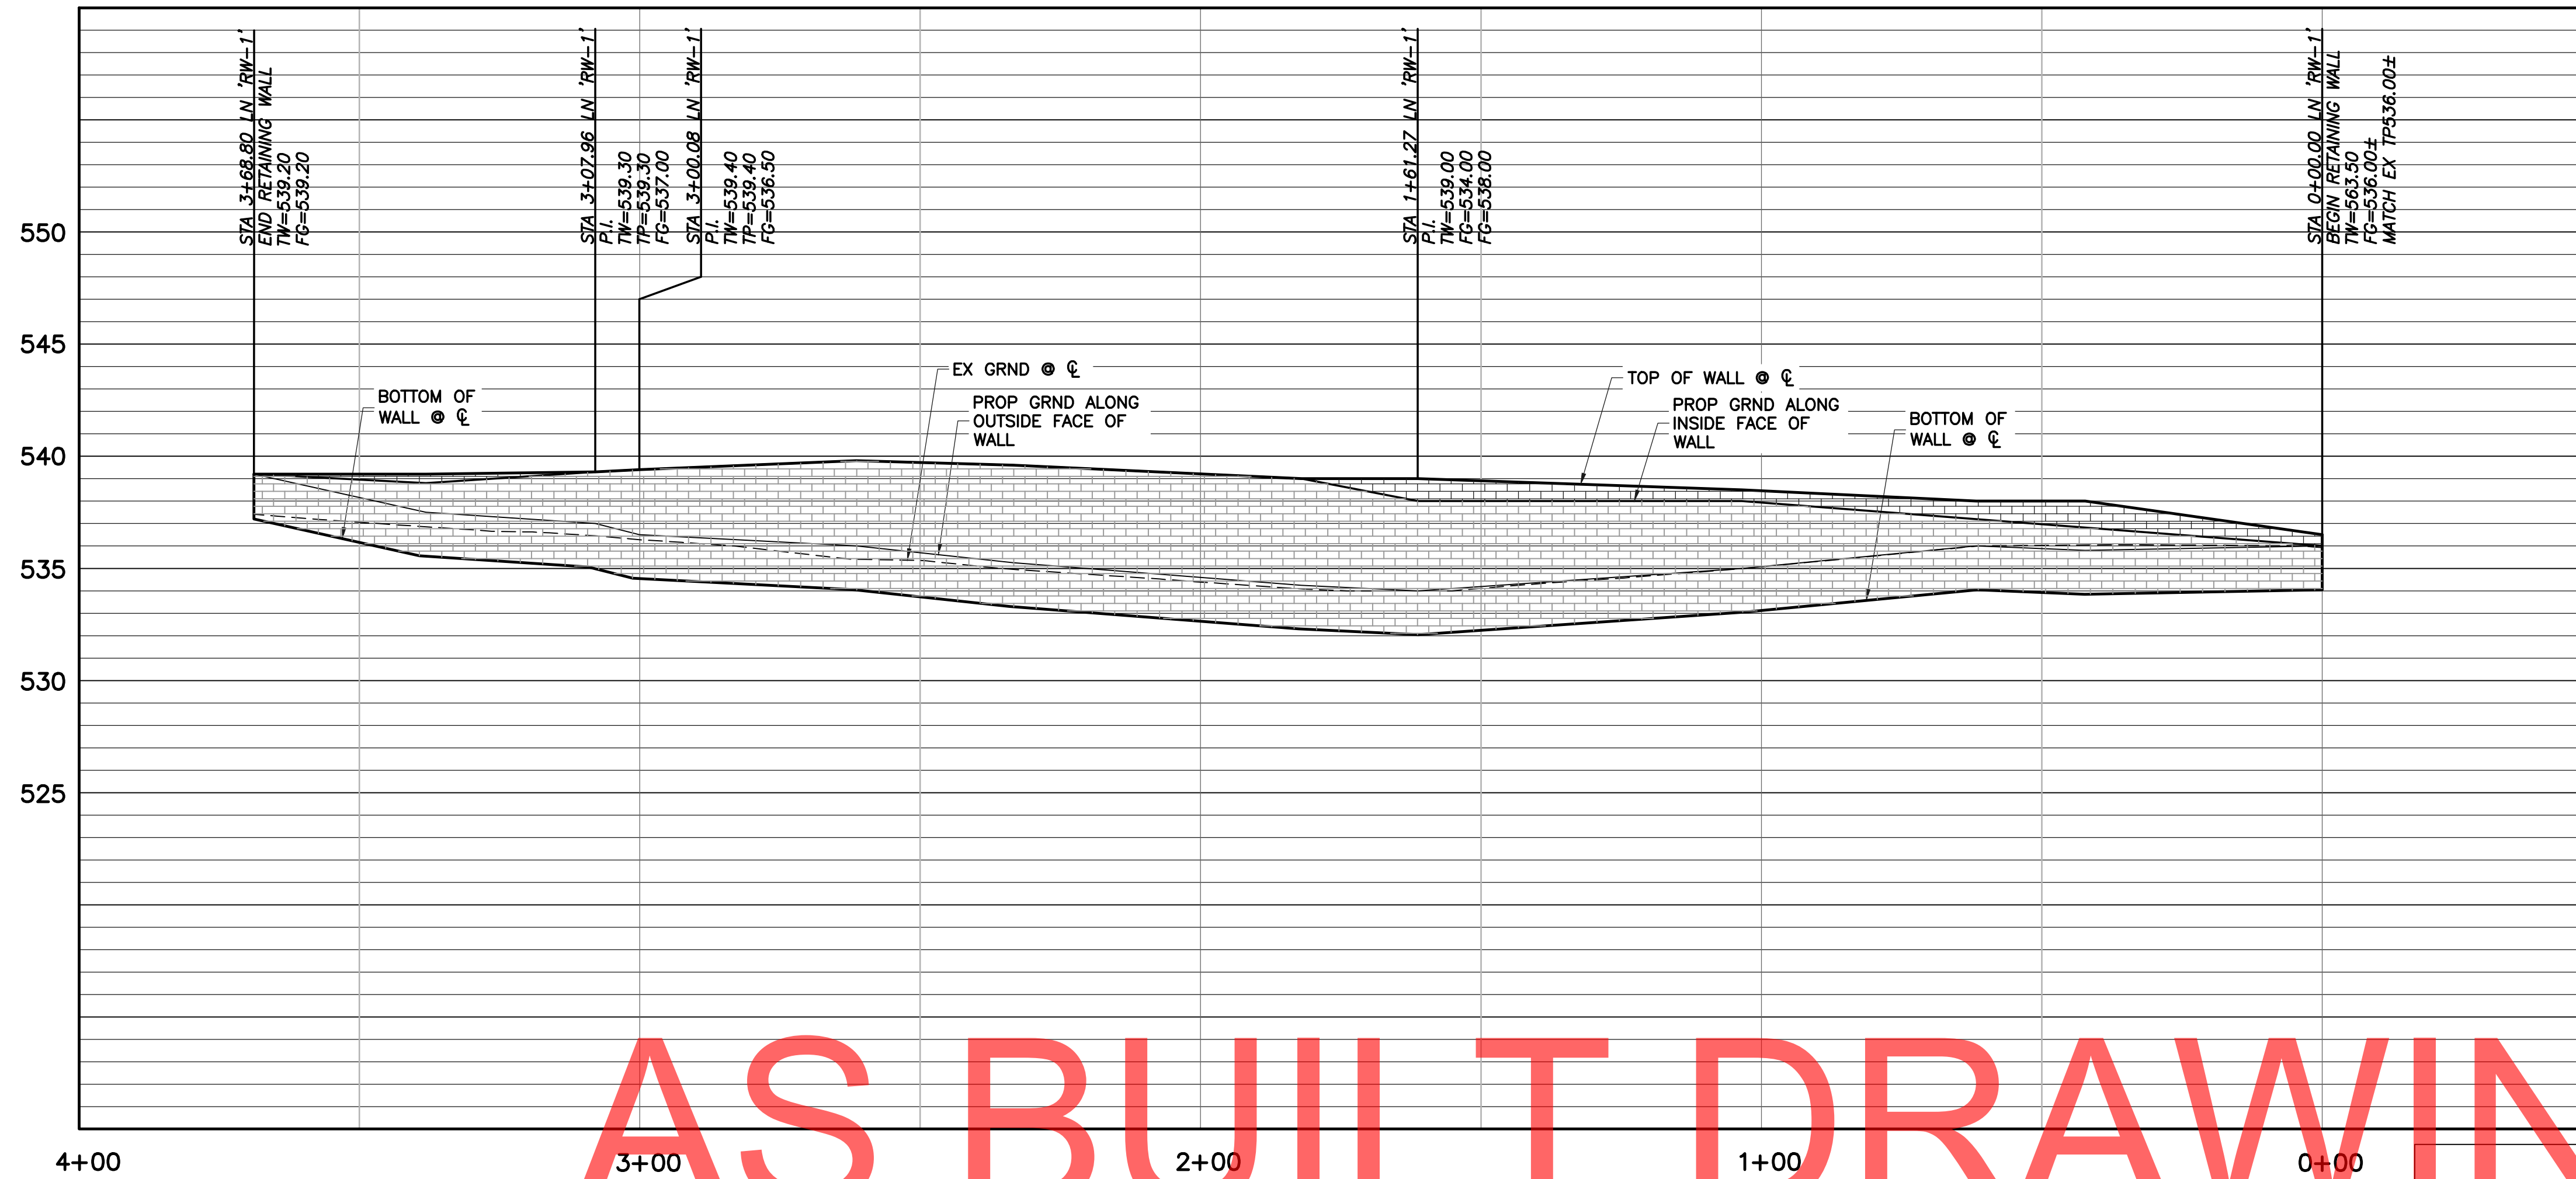 STA 3+68.80 LN 'RW-1'
END RETAINING WALL
TW=539.20
FG=539.20
STA 3+07.96 LN 'RW-1'
P.I.
TW=539.30
TP=539.30
FG=537.00
STA 3+00.08 LN 'RW-1'
P.I.
TW=539.40
TP=539.40
FG=536.50
STA 1+61.27 LN 'RW-1'
P.I.
TW=539.00
FG=534.00
FG=538.00
STA 0+00.00 LN 'RW-1'
BEGIN RETAINING WALL
TW=563.50
FG=536.00±
MATCH EX TP536.00±
550
545
540
535
530
525
BOTTOM OF
WALL @ ℄
EX GRND @ ℄
PROP GRND ALONG
OUTSIDE FACE OF
WALL
TOP OF WALL @ ℄
PROP GRND ALONG
INSIDE FACE OF
WALL
BOTTOM OF
WALL @ ℄
AS BUILT DRAWIN
4+00
3+00
2+00
1+00
0+00